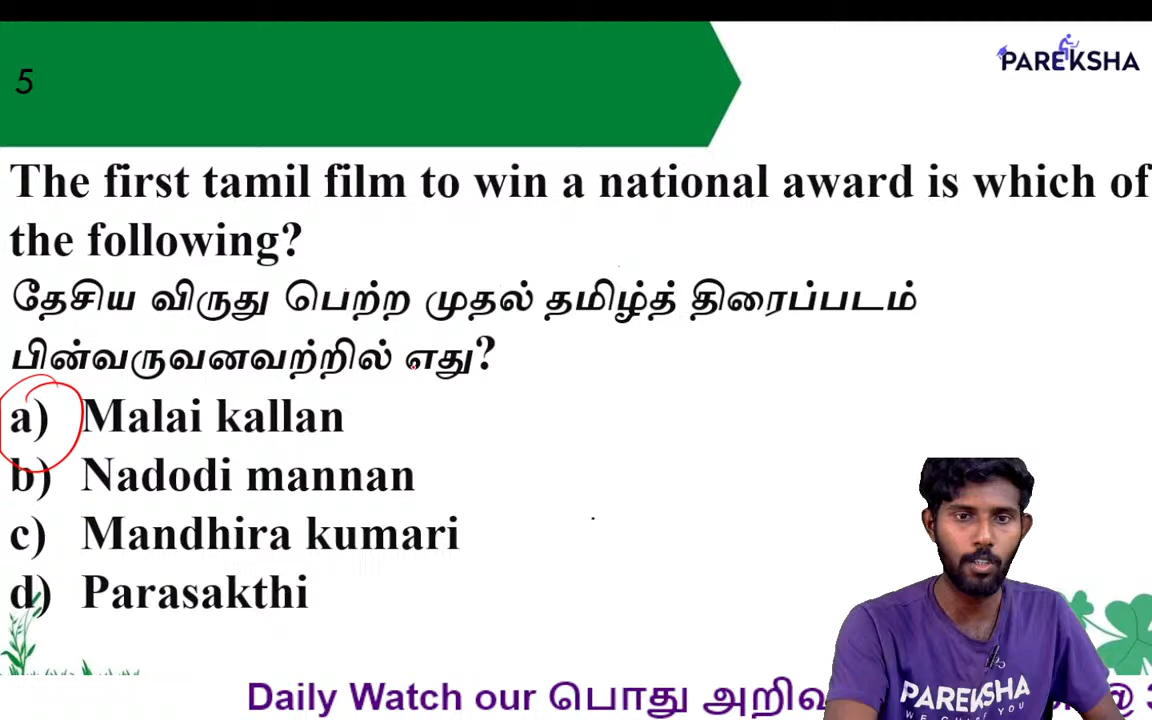 5
PAREKSHA
The first tamil film to win a national award is which of
the following?
தேசிய விருது பெற்ற முதல் தமிழ்த் திரைப்படம்
பின்வருவனவற்றில் எது?
a) Malai kallan
b) Nadodi mannan
c) Mandhira kumari
d) Parasakthi
PAREKSHA
Daily Watch our பொது அறிவ